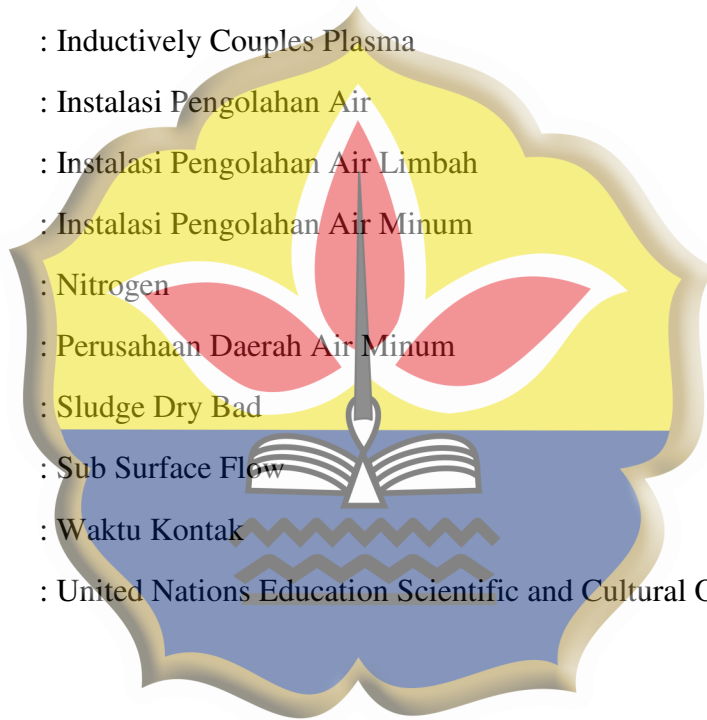 : Inductively Couples Plasma
: Instalasi Pengolahan Air
: Instalasi Pengolahan Air Limbah
: Instalasi Pengolahan Air Minum
: Nitrogen
: Perusahaan Daerah Air Minum
: Sludge Dry Bad
: Sub Surface Flow
: Waktu Kontak
: United Nations Education Scientific and Cultural